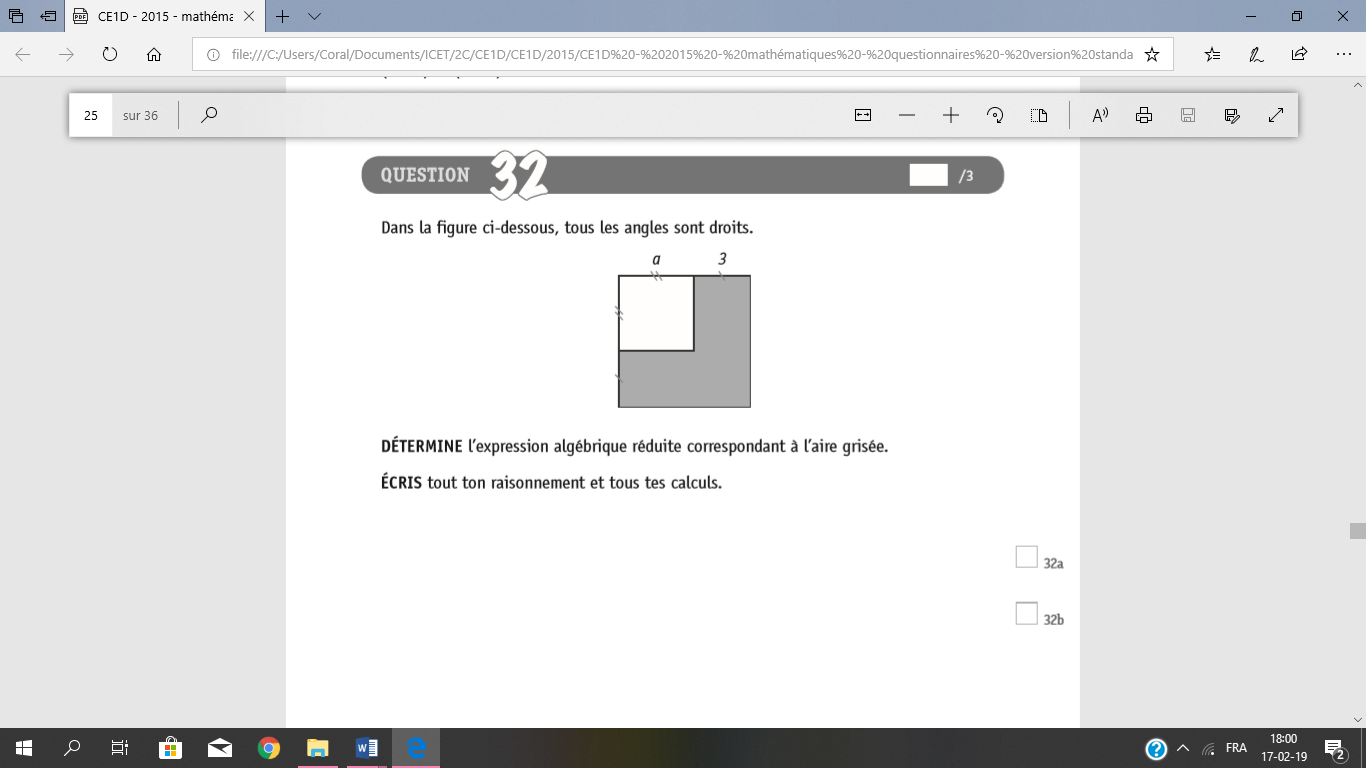 CE1D - 2015 - mathéma
file:///C:/Users/Coral/Documents/ICET/2C/CE1D/CE1D/2015/CE1D%20-%202015%20-%20mathématiques%20-%20questionnaires%20-%20version%20standa
25 sur 36
QUESTION 32 /3
Dans la figure ci-dessous, tous les angles sont droits.
a 3
DÉTERMINE l'expression algébrique réduite correspondant à l'aire grisée.
ÉCRIS tout ton raisonnement et tous tes calculs.
32a
32b
FRA
18:00
17-02-19
2